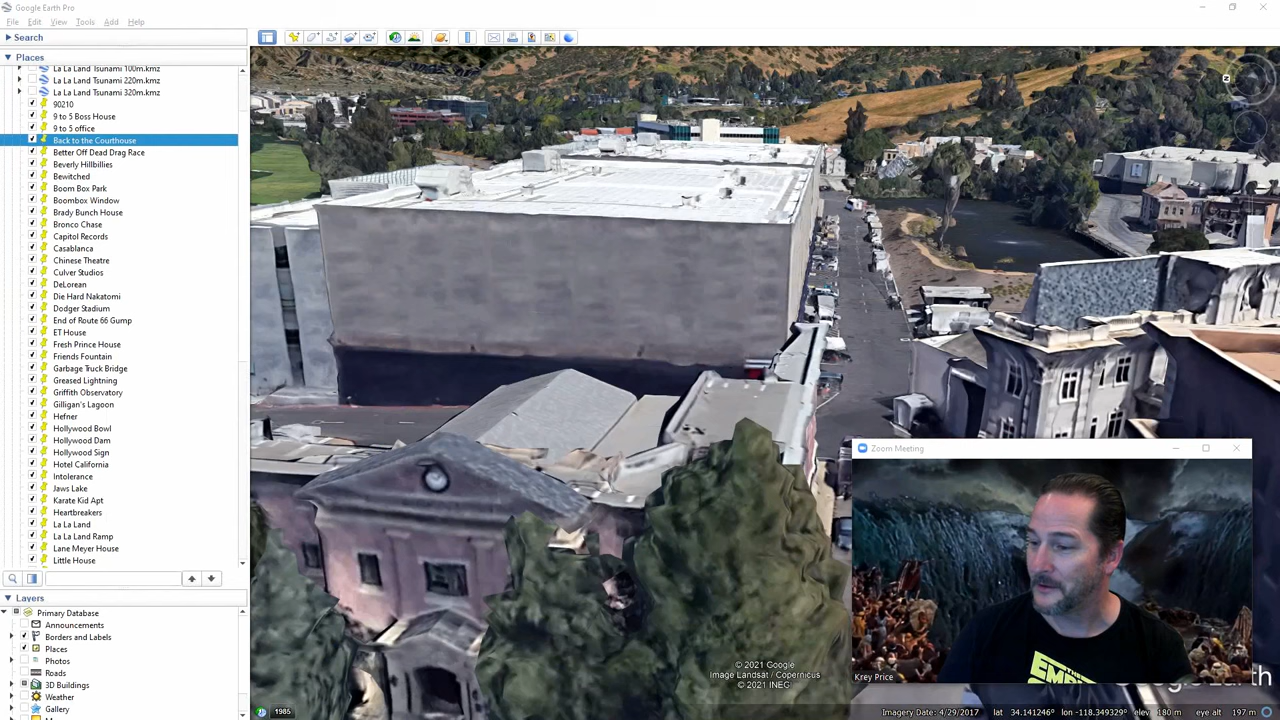 Google Earth Pro
File Edit View Tools Add Help
Search
Places
La La Land Tsunami 100m.kmz
La La Land Tsunami 220m.kmz
La La Land Tsunami 320m.kmz
90210
9 to 5 Boss House
9 to 5 office
Back to the Courthouse
Better Off Dead Drag Race
Beverly Hillbillies
Bewitched
Boom Box Park
Boombox Window
Brady Bunch House
Bronco Chase
Capitol Records
Casablanca
Chinese Theatre
Culver Studios
DeLorean
Die Hard Nakatomi
Dodger Stadium
End of Route 66 Gump
ET House
Fresh Prince House
Friends Fountain
Garbage Truck Bridge
Greased Lightning
Griffith Observatory
Gilligan's Lagoon
Hefner
Hollywood Bowl
Hollywood Dam
Hollywood Sign
Hotel California
Intolerance
Jaws Lake
Karate Kid Apt
Heartbreakers
La La Land
La La Land Ramp
Lane Meyer House
Little House
Layers
Primary Database
Announcements
Borders and Labels
Places
Photos
Roads
3D Buildings
Weather
Gallery
Zoom Meeting
Krey Price
© 2021 Google
Image Landsat / Copernicus
© 2021 INEGI
1985
Imagery Date: 4/29/2017 lat 34.141246° lon -118.349329° elev 180 m eye alt 197 m